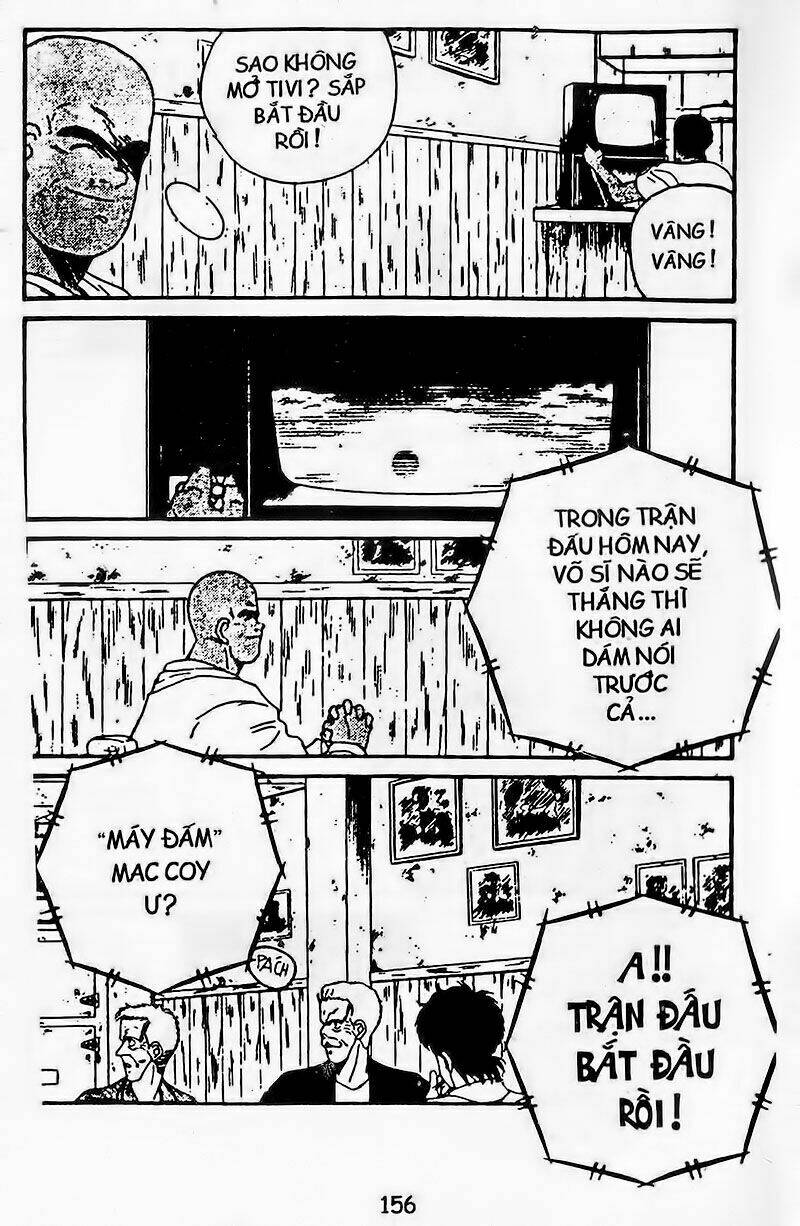 SAO KHÔNG
MỞ TIVI? SẮP
BẮT ĐẦU
RỒI!
VÂNG!
VÂNG!
TRONG TRẬN
ĐẤU HÔM NAY,
VÕ SĨ NÀO SẼ
THẮNG THÌ
KHÔNG AI
DÁM NÓI
TRƯỚC
CẢ...
"MÁY ĐẤM"
MAC COY
Ư?
PACH
A!!
TRẬN ĐẤU
BẮT ĐẦU
RỒI!
156